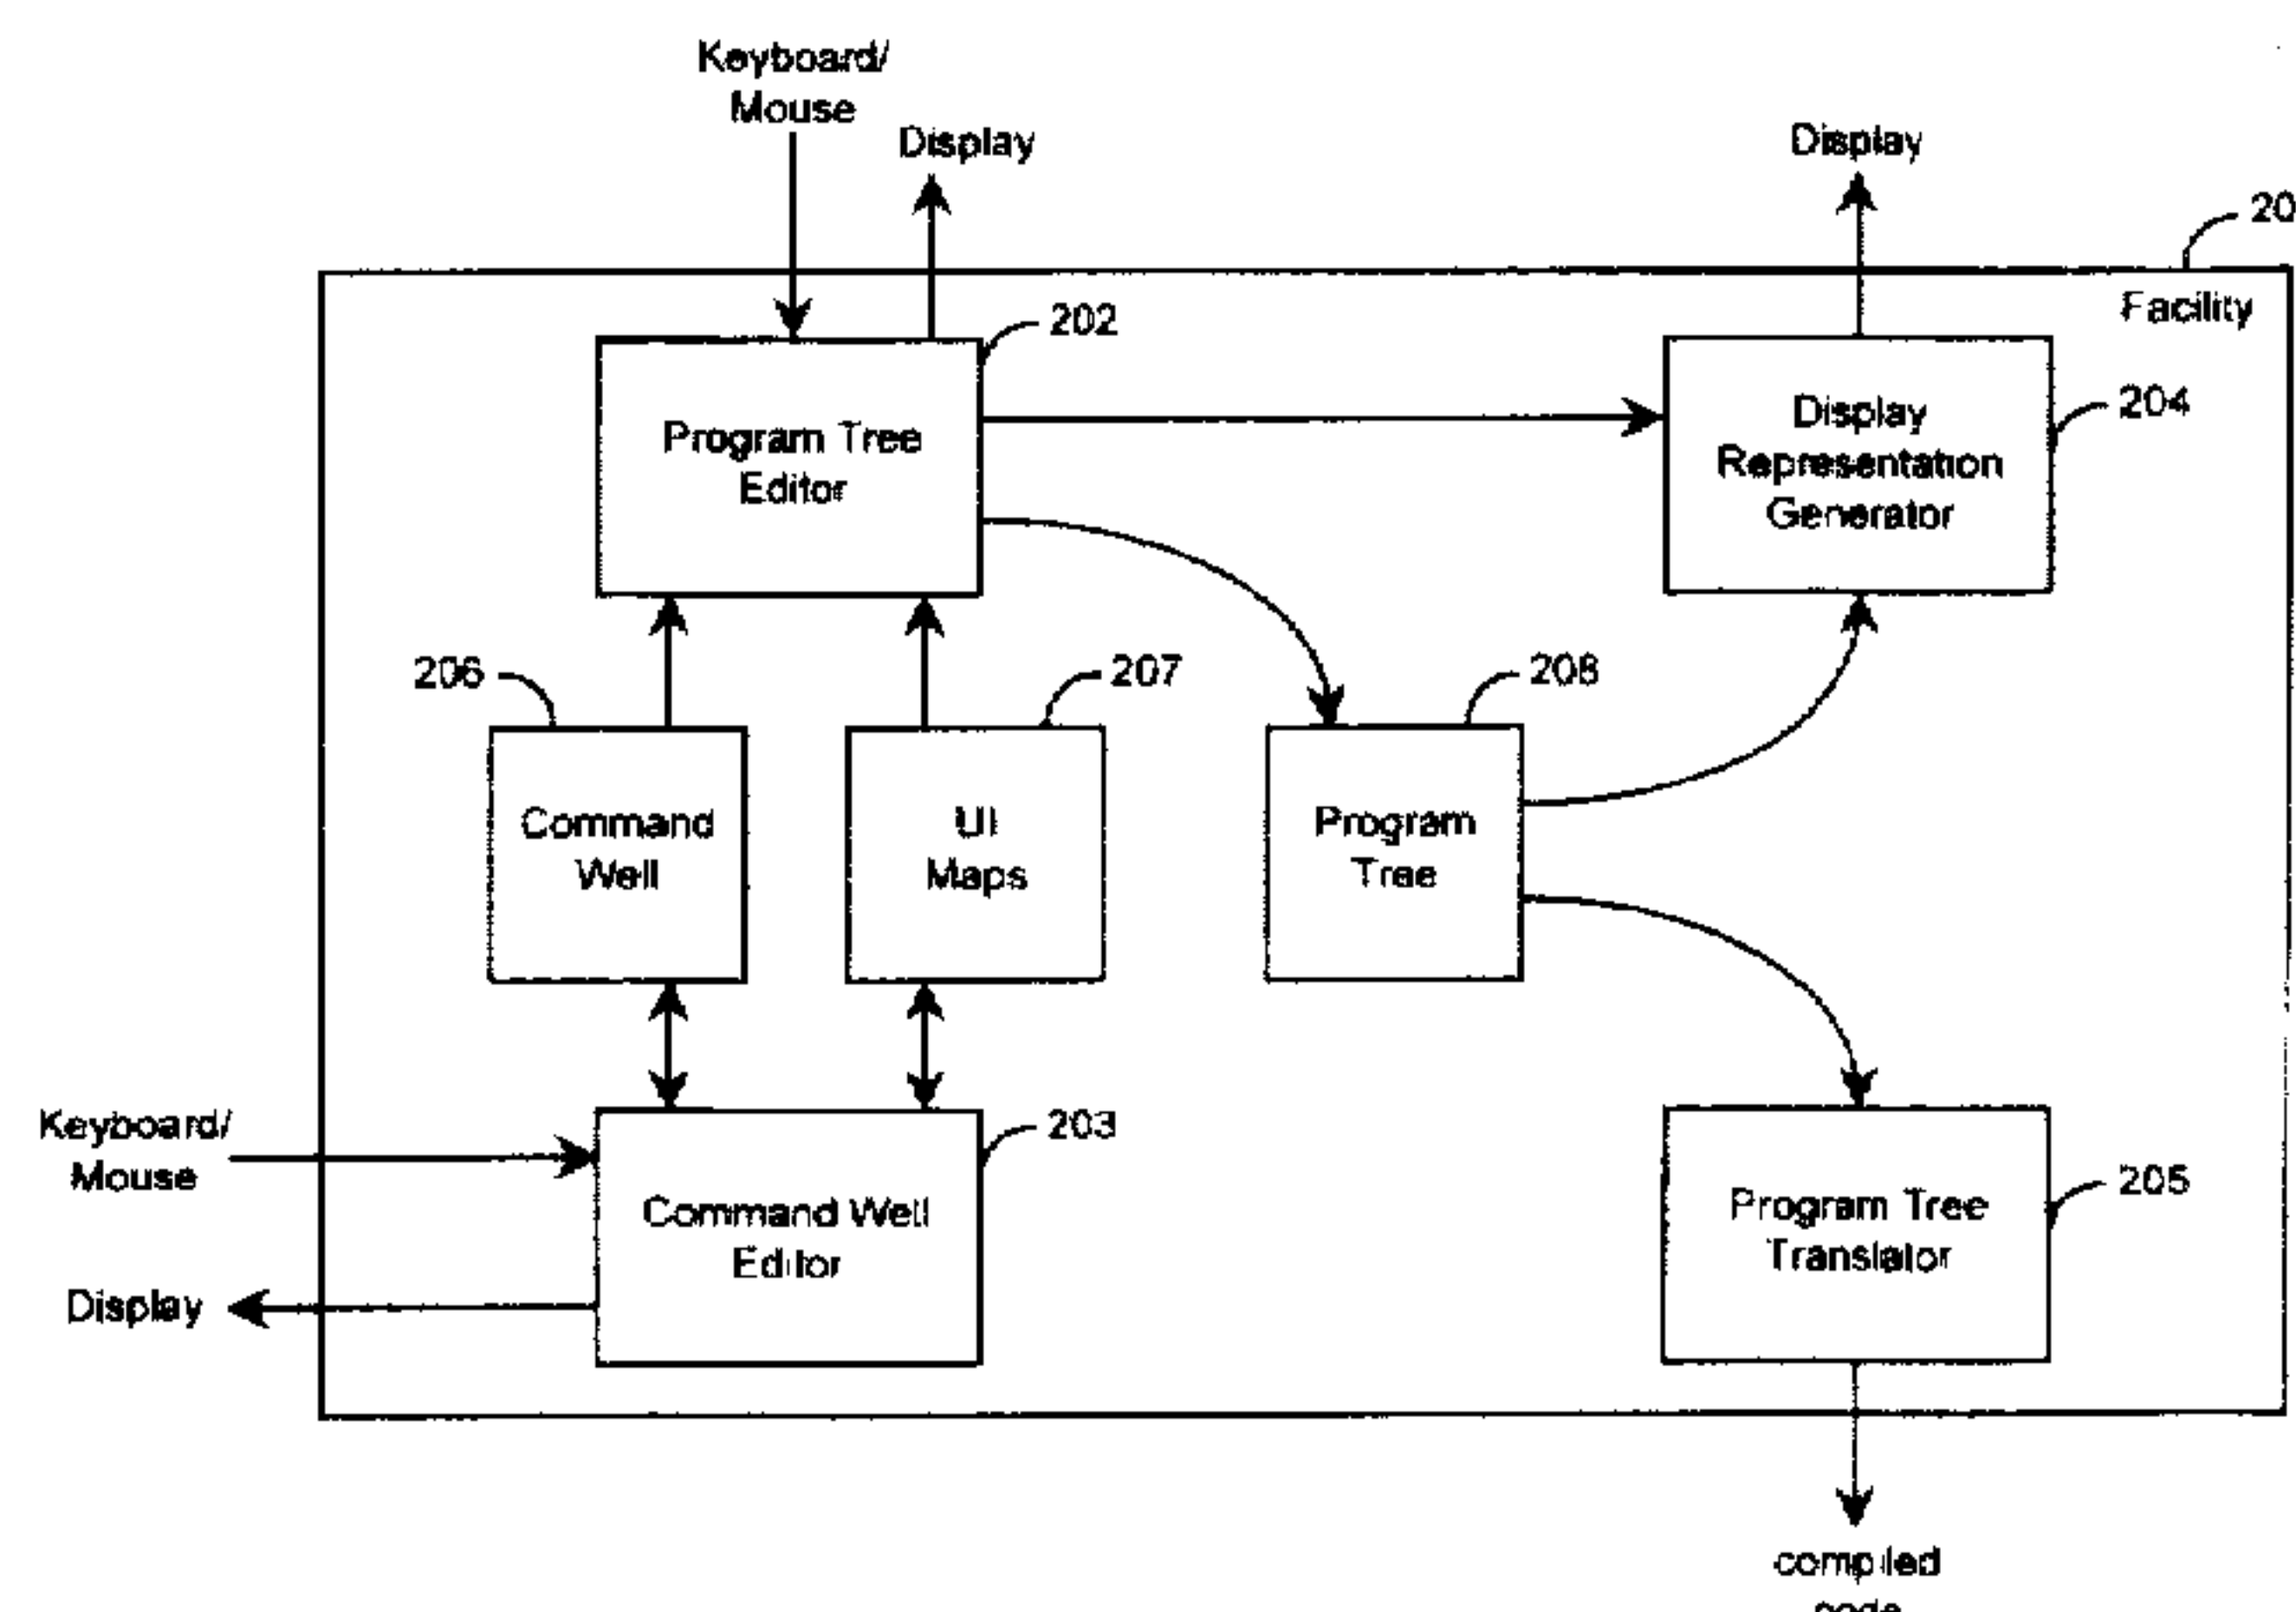 Keyboard/
Mouse
Display
Display
20
Facility
202
Program Tree
Editor
Display
Representation
Generator
204
206
207
208
Command
Well
UI
Maps
Program
Tree
Keyboard/
Mouse
203
Command Well
Editor
Display
205
Program Tree
Translator
compiled